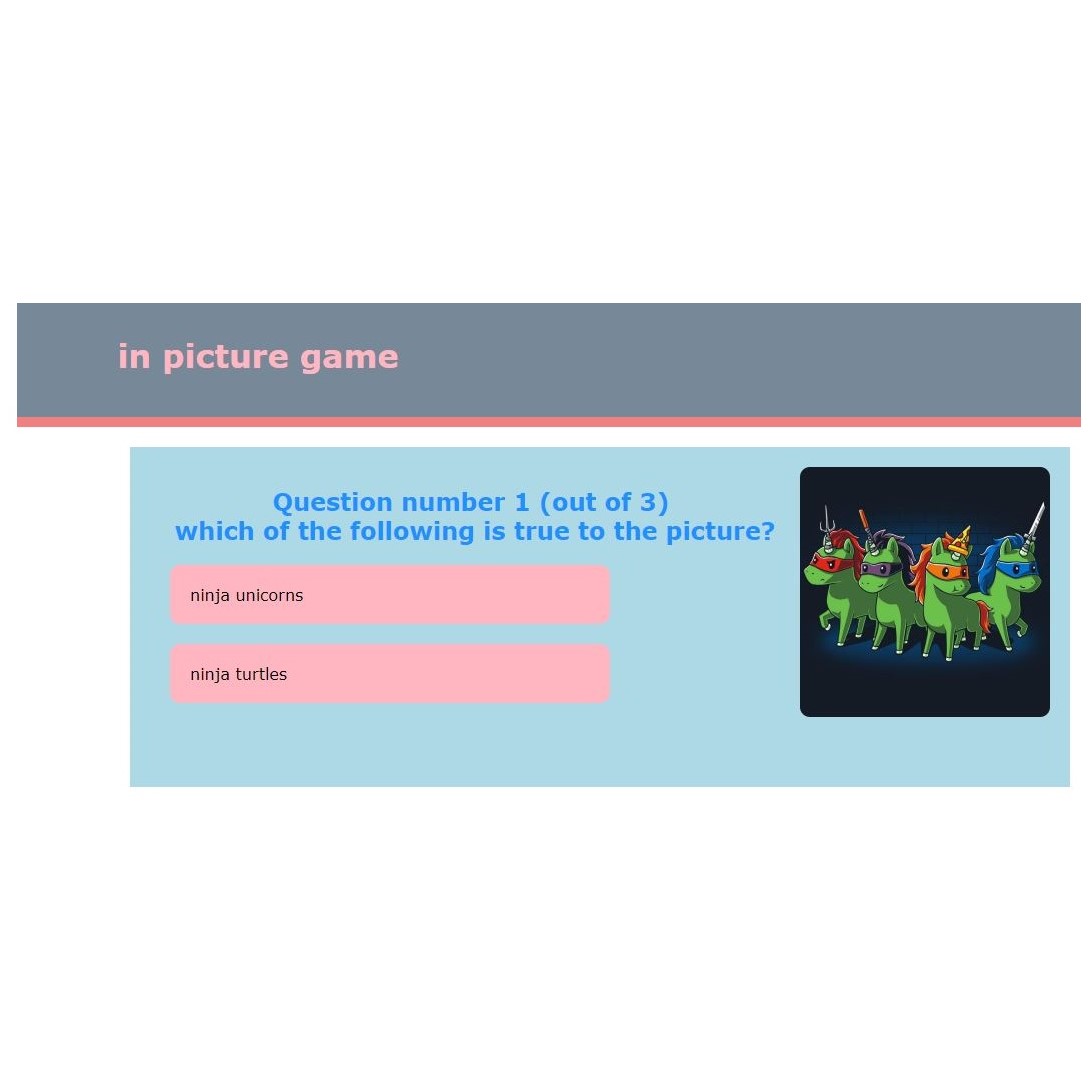 in picture game
Question number 1 (out of 3)
which of the following is true to the picture?
ninja unicorns
ninja turtles